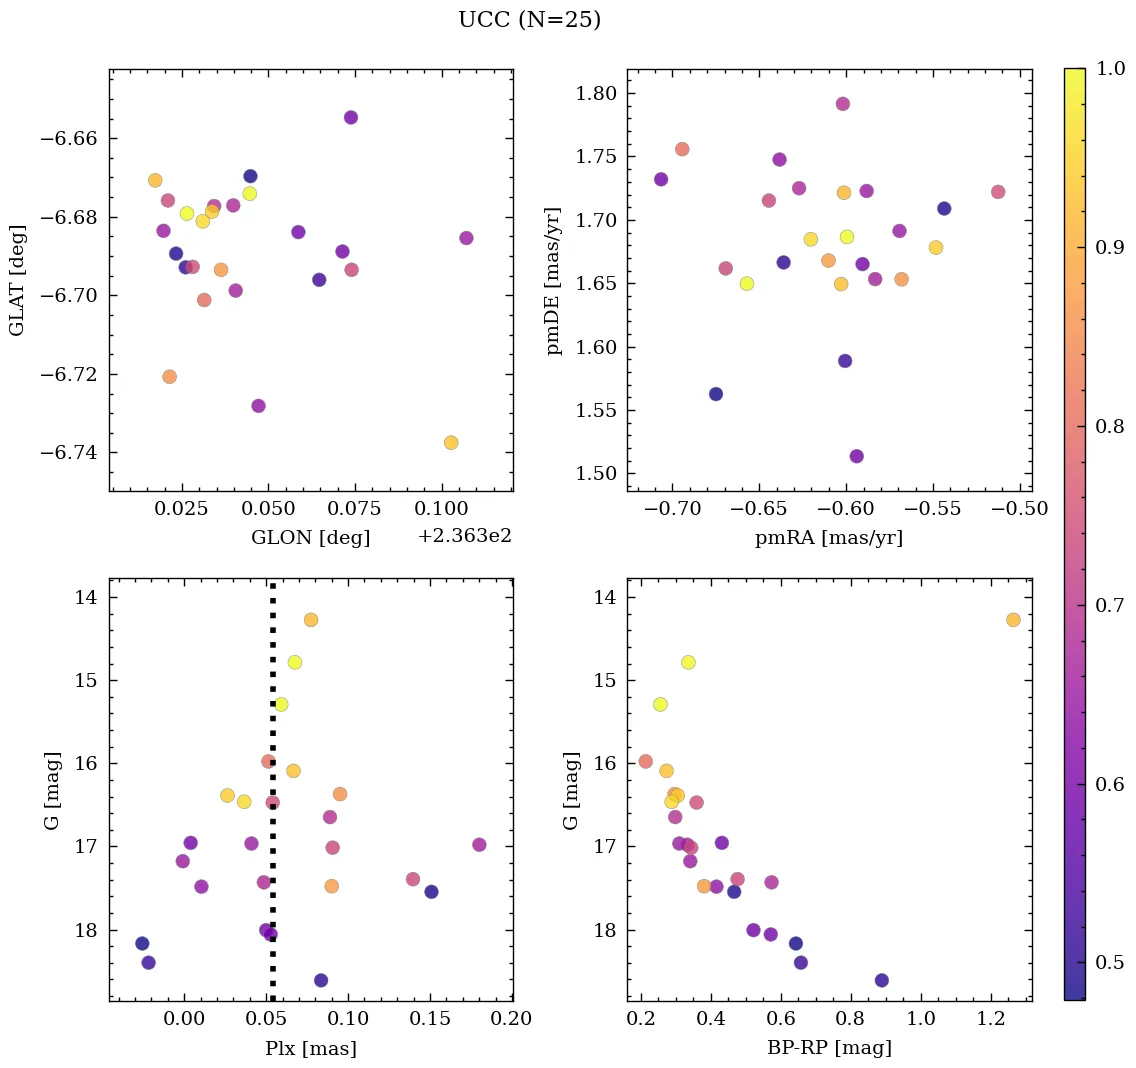 UCC (N=25)
−6.66
−6.68
−6.70
−6.72
−6.74
GLAT [deg]
0.025 0.050 0.075 0.100
GLON [deg] +2.363e2
1.80
1.75
1.70
1.65
1.60
1.55
1.50
pmDE [mas/yr]
−0.70 −0.65 −0.60 −0.55 −0.50
pmRA [mas/yr]
14
15
16
17
18
G [mag]
0.00 0.05 0.10 0.15 0.20
Plx [mas]
14
15
16
17
18
G [mag]
0.2 0.4 0.6 0.8 1.0 1.2
BP-RP [mag]
1.0
0.9
0.8
0.7
0.6
0.5